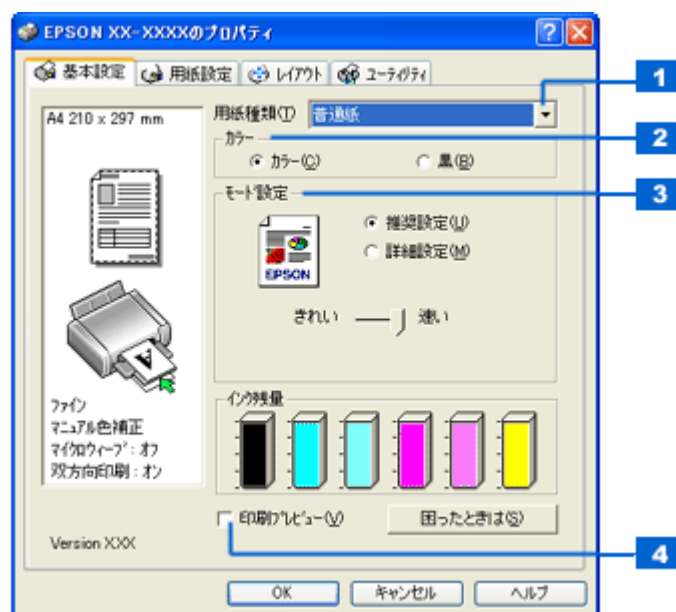 EPSON XX-XXXXのプロパティ
基本設定 用紙設定 レイアウト ユーティリティ
A4 210 x 297 mm
用紙種類(T) 普通紙
1
カラー
2
カラー(C) 黒(B)
モード設定
3
推奨設定(U)
詳細設定(M)
EPSON
きれい 速い
ファイン
マニュアル色補正
マイクロウィーブ：オフ
双方向印刷：オン
インク残量
印刷プレビュー(V) 困ったときは(S)
Version XXX
4
OK キャンセル ヘルプ